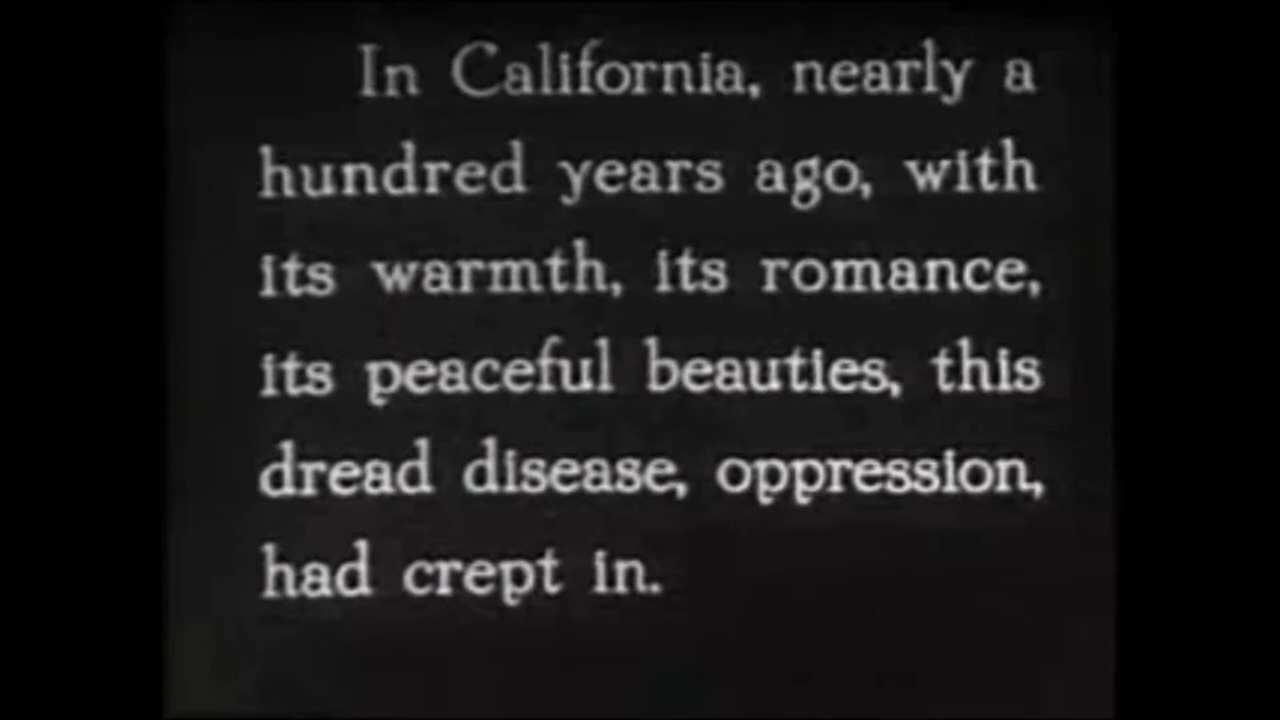 In California, nearly a
hundred years ago, with
its warmth, its romance,
its peaceful beauties, this
dread disease, oppression,
had crept in.